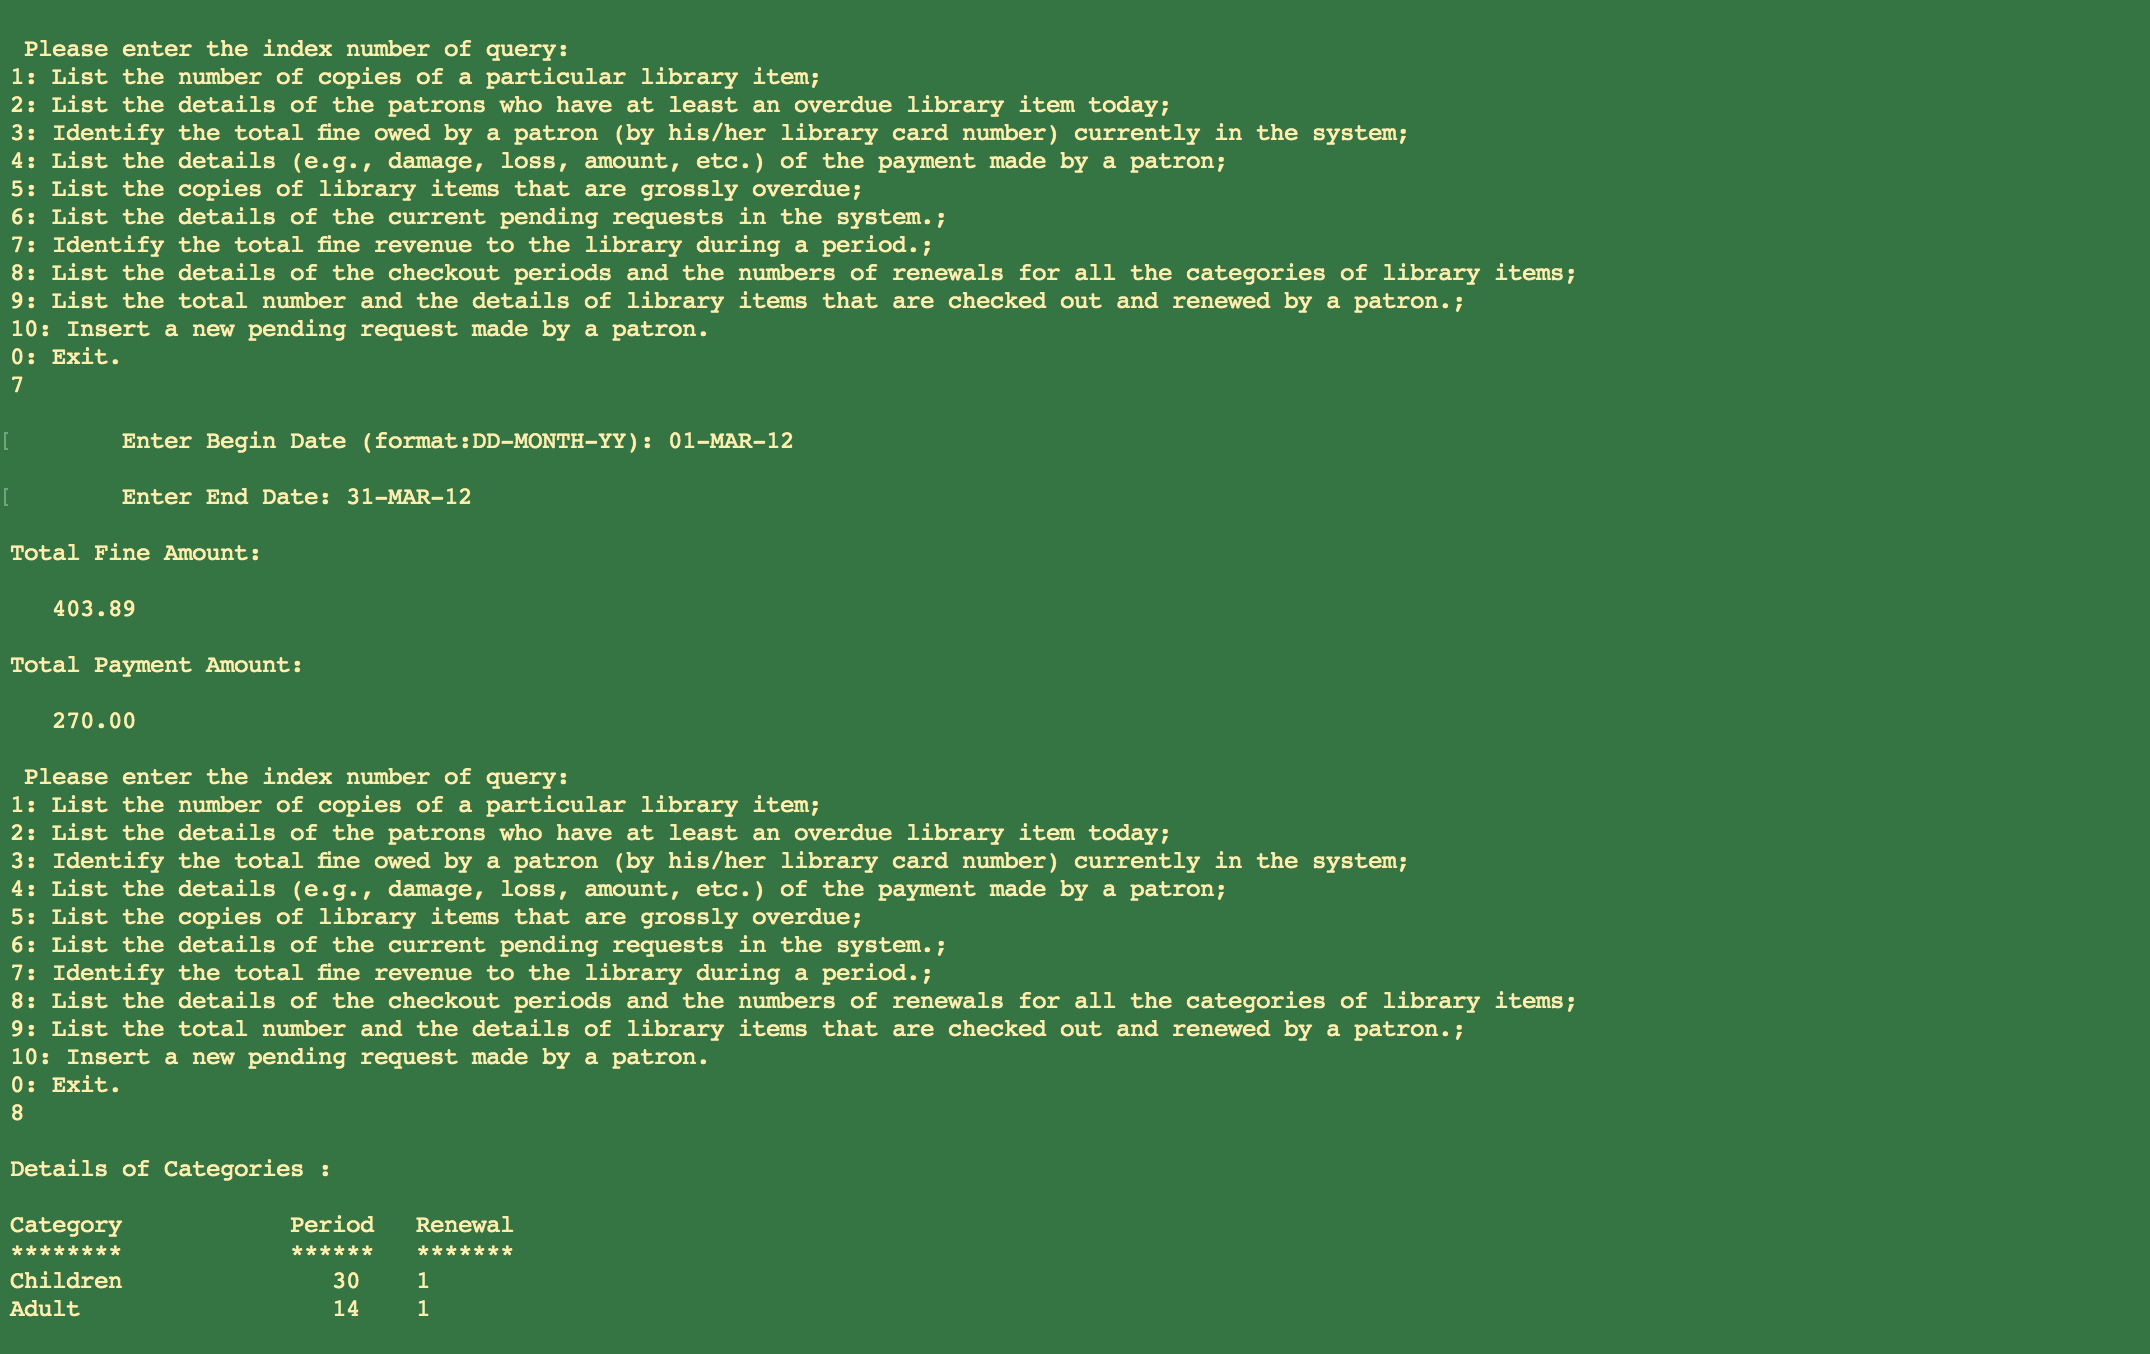 Please enter the index number of query:
1: List the number of copies of a particular library item;
2: List the details of the patrons who have at least an overdue library item today;
3: Identify the total fine owed by a patron (by his/her library card number) currently in the system;
4: List the details (e.g., damage, loss, amount, etc.) of the payment made by a patron;
5: List the copies of library items that are grossly overdue;
6: List the details of the current pending requests in the system.;
7: Identify the total fine revenue to the library during a period.;
8: List the details of the checkout periods and the numbers of renewals for all the categories of library items;
9: List the total number and the details of library items that are checked out and renewed by a patron.;
10: Insert a new pending request made by a patron.
0: Exit.
7
[ Enter Begin Date (format:DD-MONTH-YY): 01-MAR-12
[ Enter End Date: 31-MAR-12
Total Fine Amount:
403.89
Total Payment Amount:
270.00
Please enter the index number of query:
1: List the number of copies of a particular library item;
2: List the details of the patrons who have at least an overdue library item today;
3: Identify the total fine owed by a patron (by his/her library card number) currently in the system;
4: List the details (e.g., damage, loss, amount, etc.) of the payment made by a patron;
5: List the copies of library items that are grossly overdue;
6: List the details of the current pending requests in the system.;
7: Identify the total fine revenue to the library during a period.;
8: List the details of the checkout periods and the numbers of renewals for all the categories of library items;
9: List the total number and the details of library items that are checked out and renewed by a patron.;
10: Insert a new pending request made by a patron.
0: Exit.
8
Details of Categories :
Category Period Renewal
******** ****** *******
Children 30 1
Adult 14 1